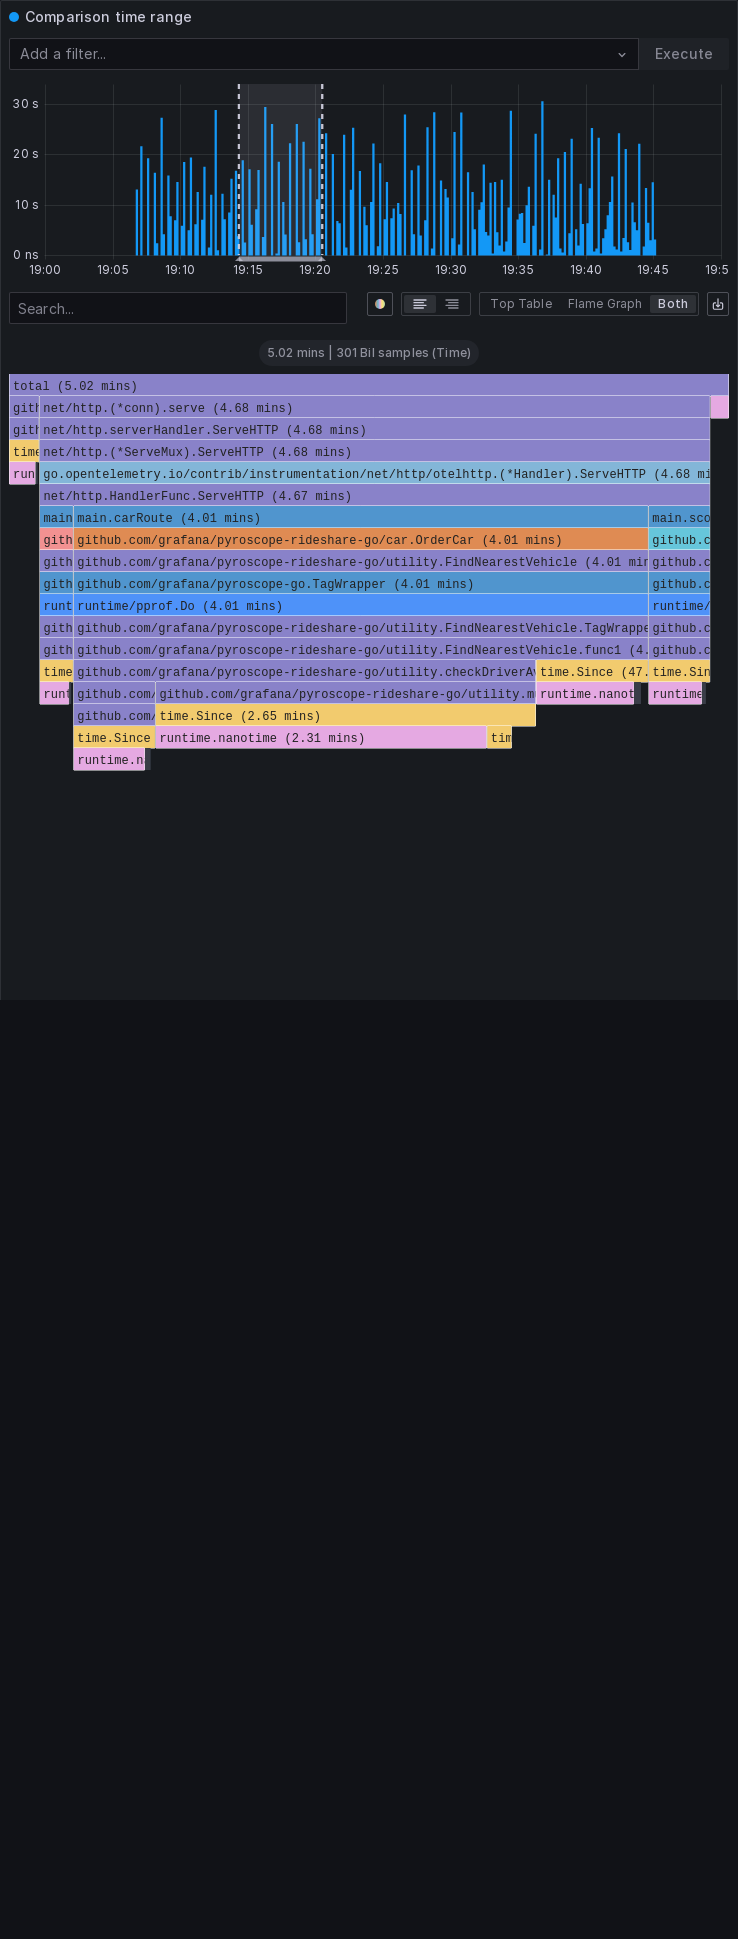 Comparison time range
Add a filter...
Execute
30 s
20 s
10 s
0 ns
19:00 19:05 19:10 19:15 19:20 19:25 19:30 19:35 19:40 19:45 19:5
Search...
Top Table Flame Graph Both
5.02 mins | 301 Bil samples (Time)
total (5.02 mins)
gith net/http.(*conn).serve (4.68 mins)
gith net/http.serverHandler.ServeHTTP (4.68 mins)
time net/http.(*ServeMux).ServeHTTP (4.68 mins)
run go.opentelemetry.io/contrib/instrumentation/net/http/otelhttp.(*Handler).ServeHTTP (4.68 mi
net/http.HandlerFunc.ServeHTTP (4.67 mins)
main main.carRoute (4.01 mins) main.sco
gith github.com/grafana/pyroscope-rideshare-go/car.OrderCar (4.01 mins) github.c
gith github.com/grafana/pyroscope-rideshare-go/utility.FindNearestVehicle (4.01 min github.c
gith github.com/grafana/pyroscope-go.TagWrapper (4.01 mins) github.c
runt runtime/pprof.Do (4.01 mins) runtime/
gith github.com/grafana/pyroscope-rideshare-go/utility.FindNearestVehicle.TagWrappe github.c
gith github.com/grafana/pyroscope-rideshare-go/utility.FindNearestVehicle.func1 (4. github.c
time github.com/grafana/pyroscope-rideshare-go/utility.checkDriverAv time.Since (47. time.Sin
runt github.com/ github.com/grafana/pyroscope-rideshare-go/utility.m runtime.nanot runtime
github.com/ time.Since (2.65 mins)
time.Since runtime.nanotime (2.31 mins) tim
runtime.na